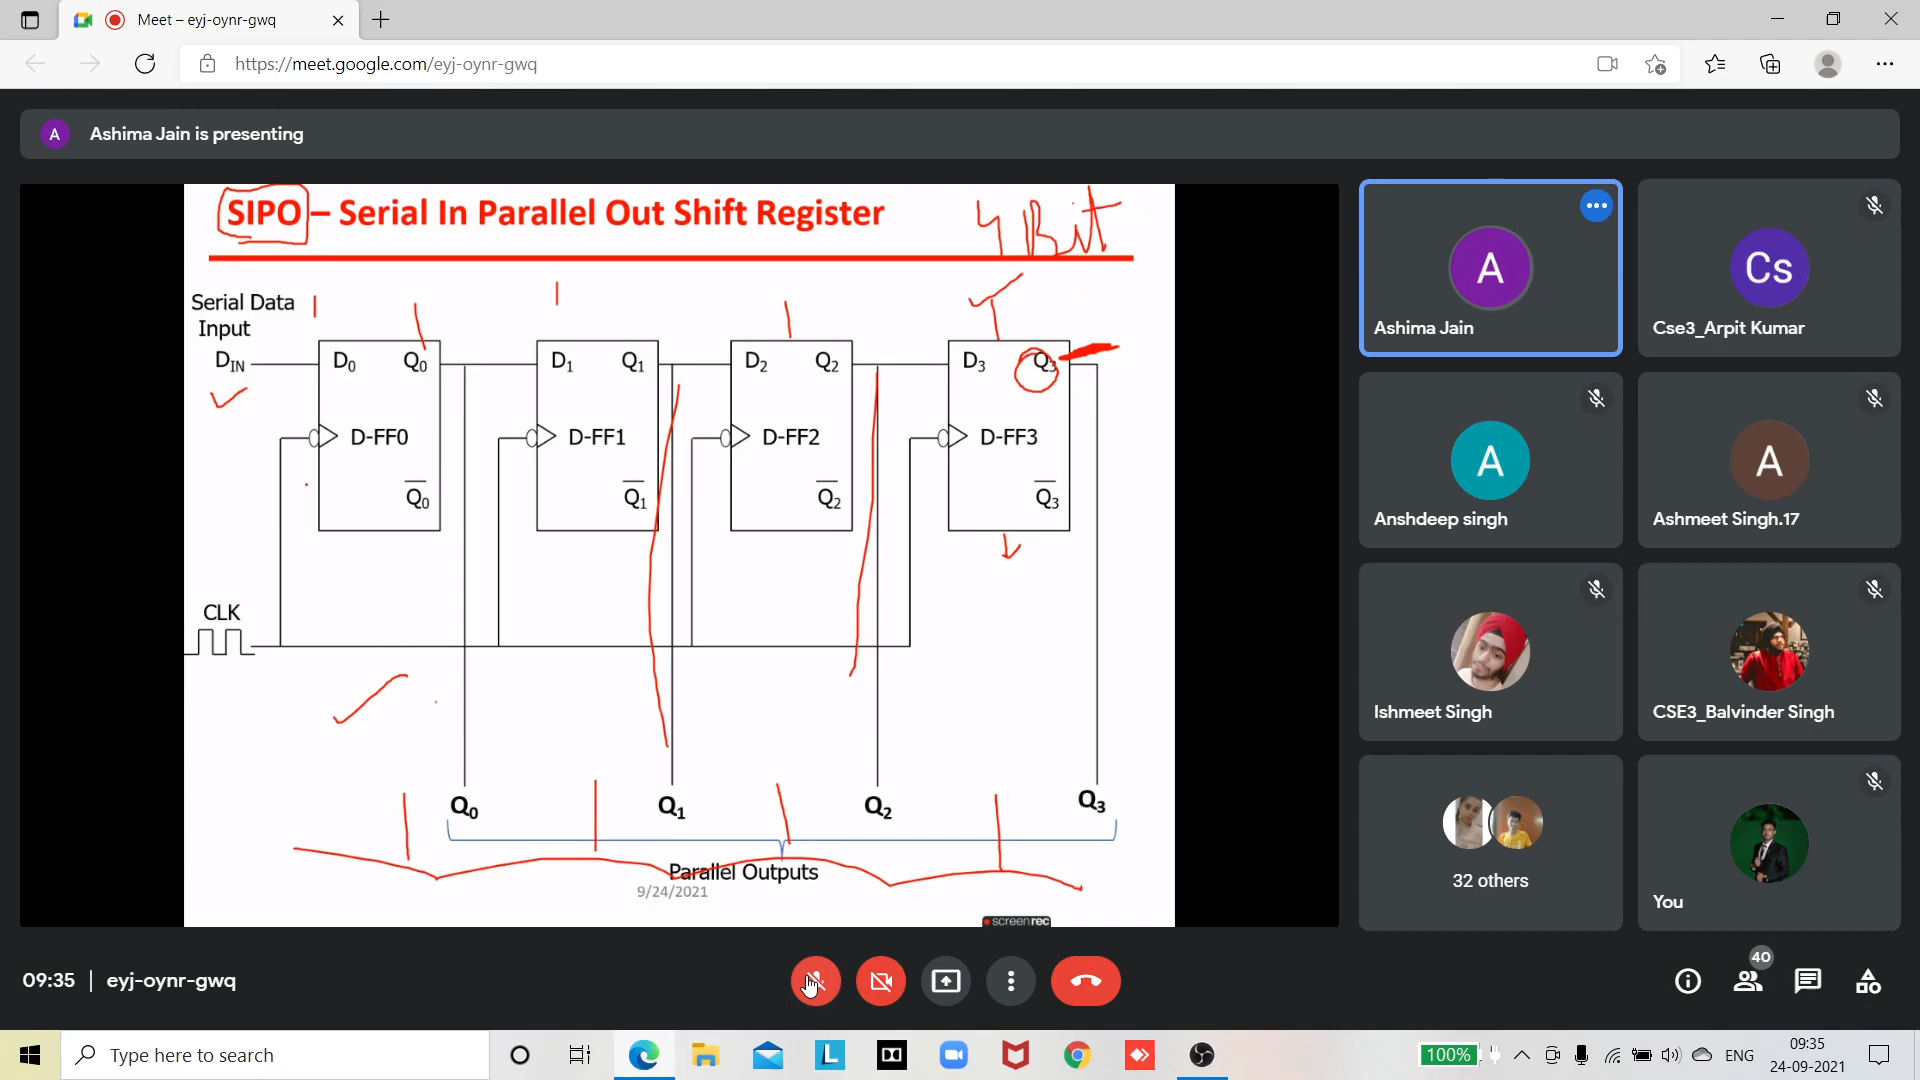 Meet – eyj-oynr-gwq
https://meet.google.com/eyj-oynr-gwq
A Ashima Jain is presenting
SIPO – Serial In Parallel Out Shift Register
4 Bit
Serial Data
Input
DIN
D0 Q0
D1 Q1
D2 Q2
D3 Q3
D-FF0
D-FF1
D-FF2
D-FF3
Q0
Q1
Q2
Q3
CLK
Q0 Q1 Q2 Q3
Parallel Outputs
9/24/2021
screenrec
A
Ashima Jain
Cs
Cse3_Arpit Kumar
A
Anshdeep singh
A
Ashmeet Singh.17
Ishmeet Singh
CSE3_Balvinder Singh
32 others
You
09:35 | eyj-oynr-gwq
40
Type here to search
L
100%
ENG
09:35
24-09-2021